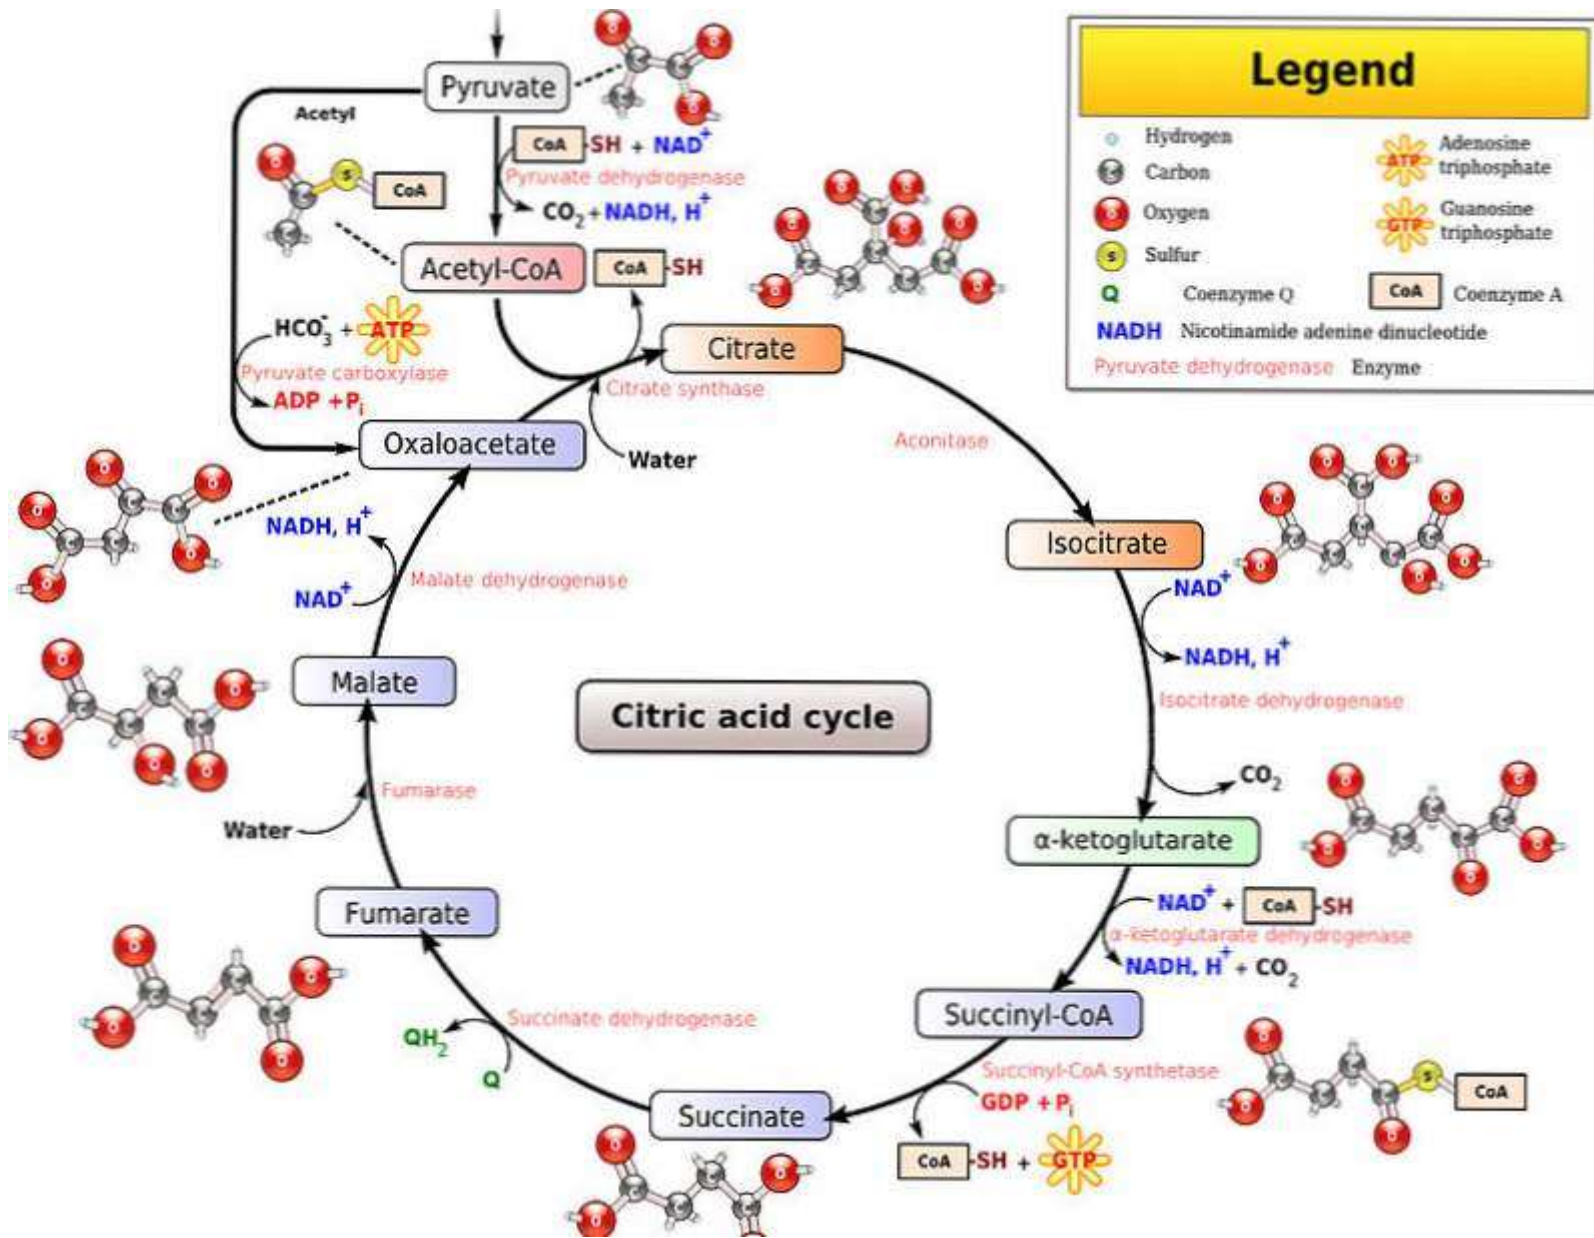 Pyruvate
Acetyl
CoA -SH + NAD+
Pyruvate dehydrogenase
CO2 + NADH, H+
S CoA
Acetyl-CoA
CoA -SH
HCO3- + ATP
Pyruvate carboxylase
ADP + Pi
Citrate
Citrate synthase
Water
Oxaloacetate
Aconitase
Isocitrate
NAD+
NADH, H+
Isocitrate dehydrogenase
CO2
α-ketoglutarate
NAD+ + CoA -SH
α-ketoglutarate dehydrogenase
NADH, H+ + CO2
Succinyl-CoA
S CoA
Succinyl-CoA synthetase
GDP + Pi
CoA -SH + GTP
Succinate
Succinate dehydrogenase
QH2
Q
Fumarate
Fumarase
Water
Malate
NADH, H+
Malate dehydrogenase
NAD+
Citric acid cycle
Legend
Hydrogen
C Carbon
O Oxygen
S Sulfur
Q Coenzyme Q
ATP Adenosine
triphosphate
GTP Guanosine
triphosphate
CoA Coenzyme A
NADH Nicotinamide adenine dinucleotide
Pyruvate dehydrogenase Enzyme